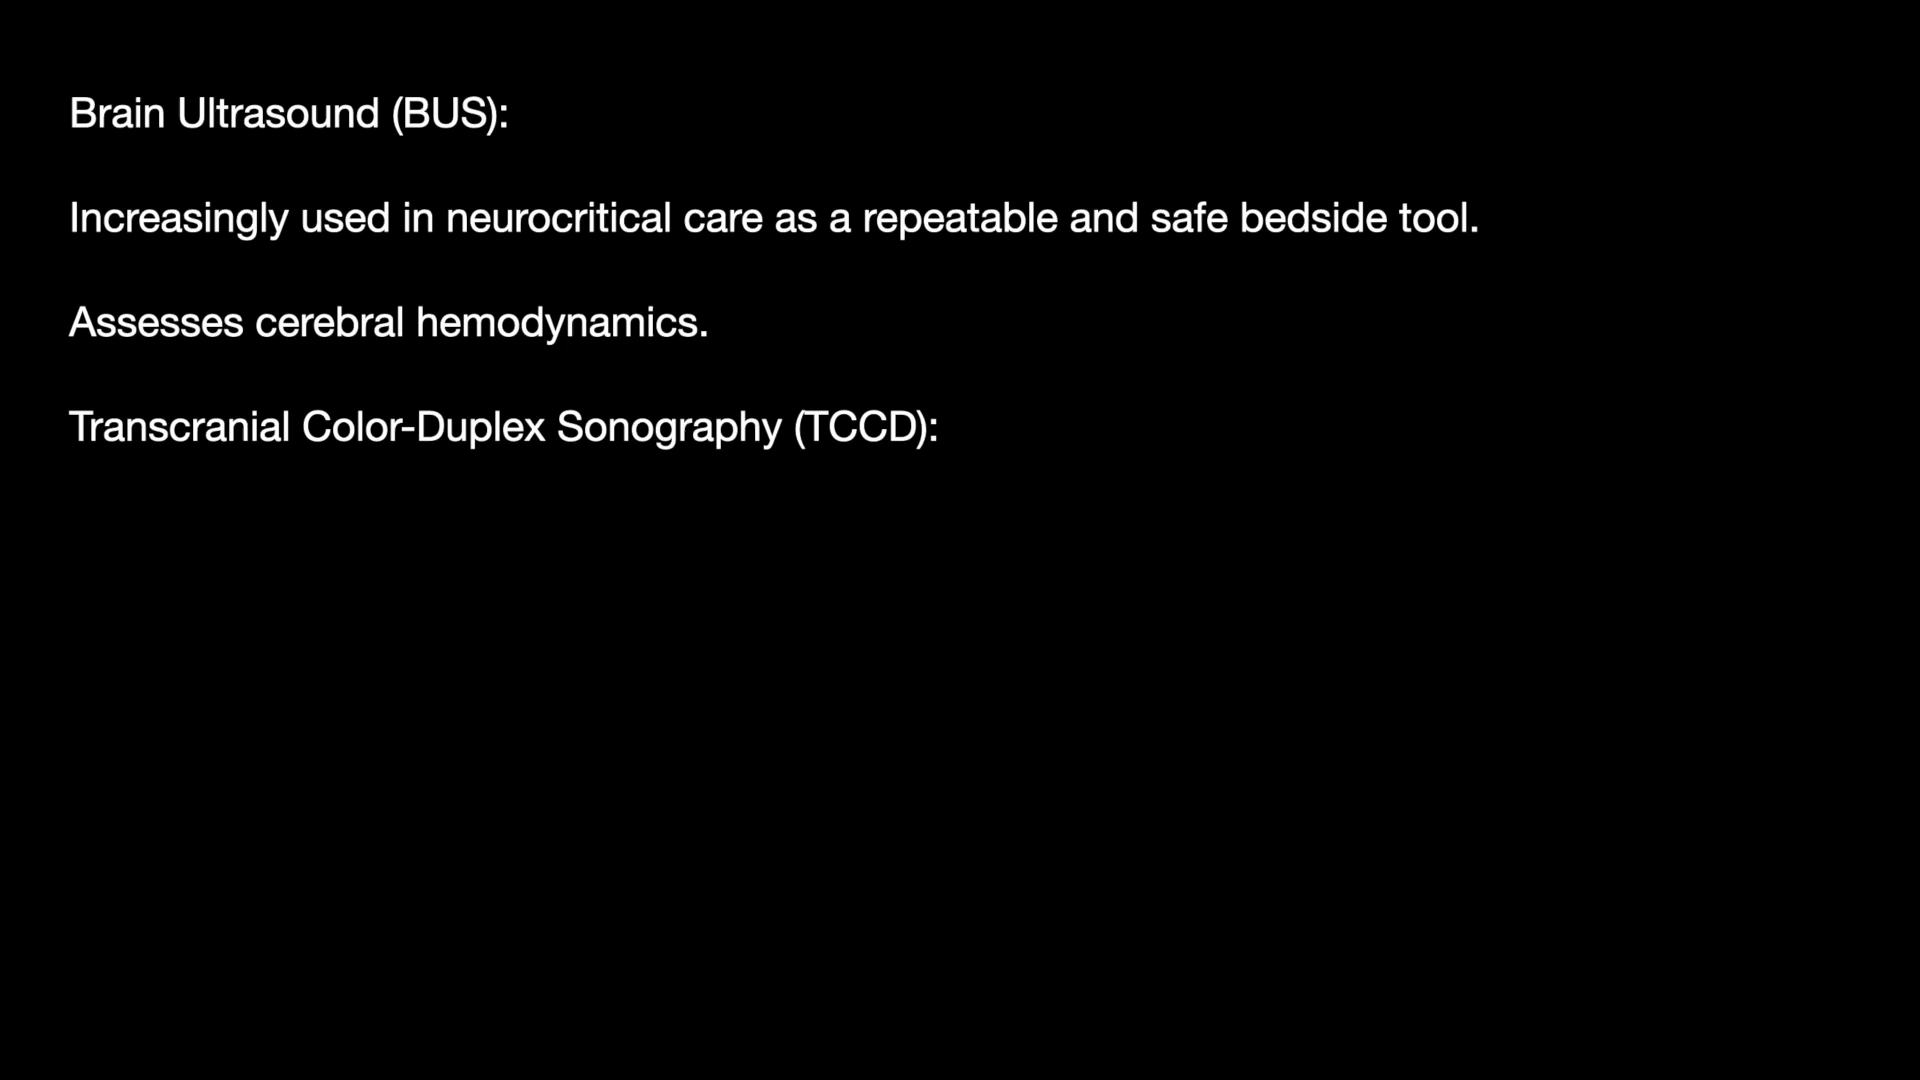 Brain Ultrasound (BUS):
Increasingly used in neurocritical care as a repeatable and safe bedside tool.
Assesses cerebral hemodynamics.
Transcranial Color-Duplex Sonography (TCCD):